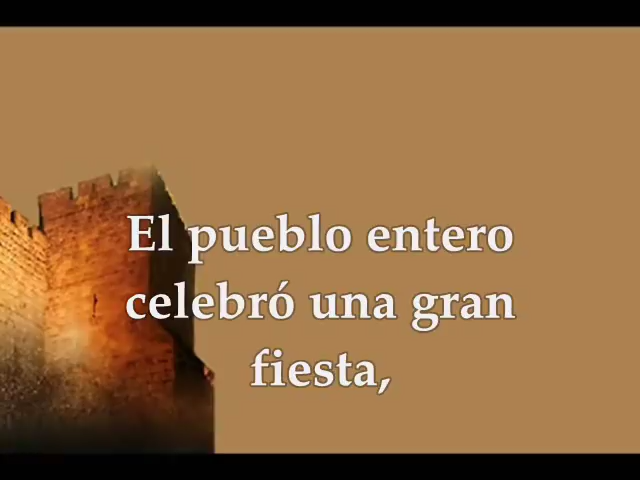 El pueblo entero
celebró una gran
fiesta,